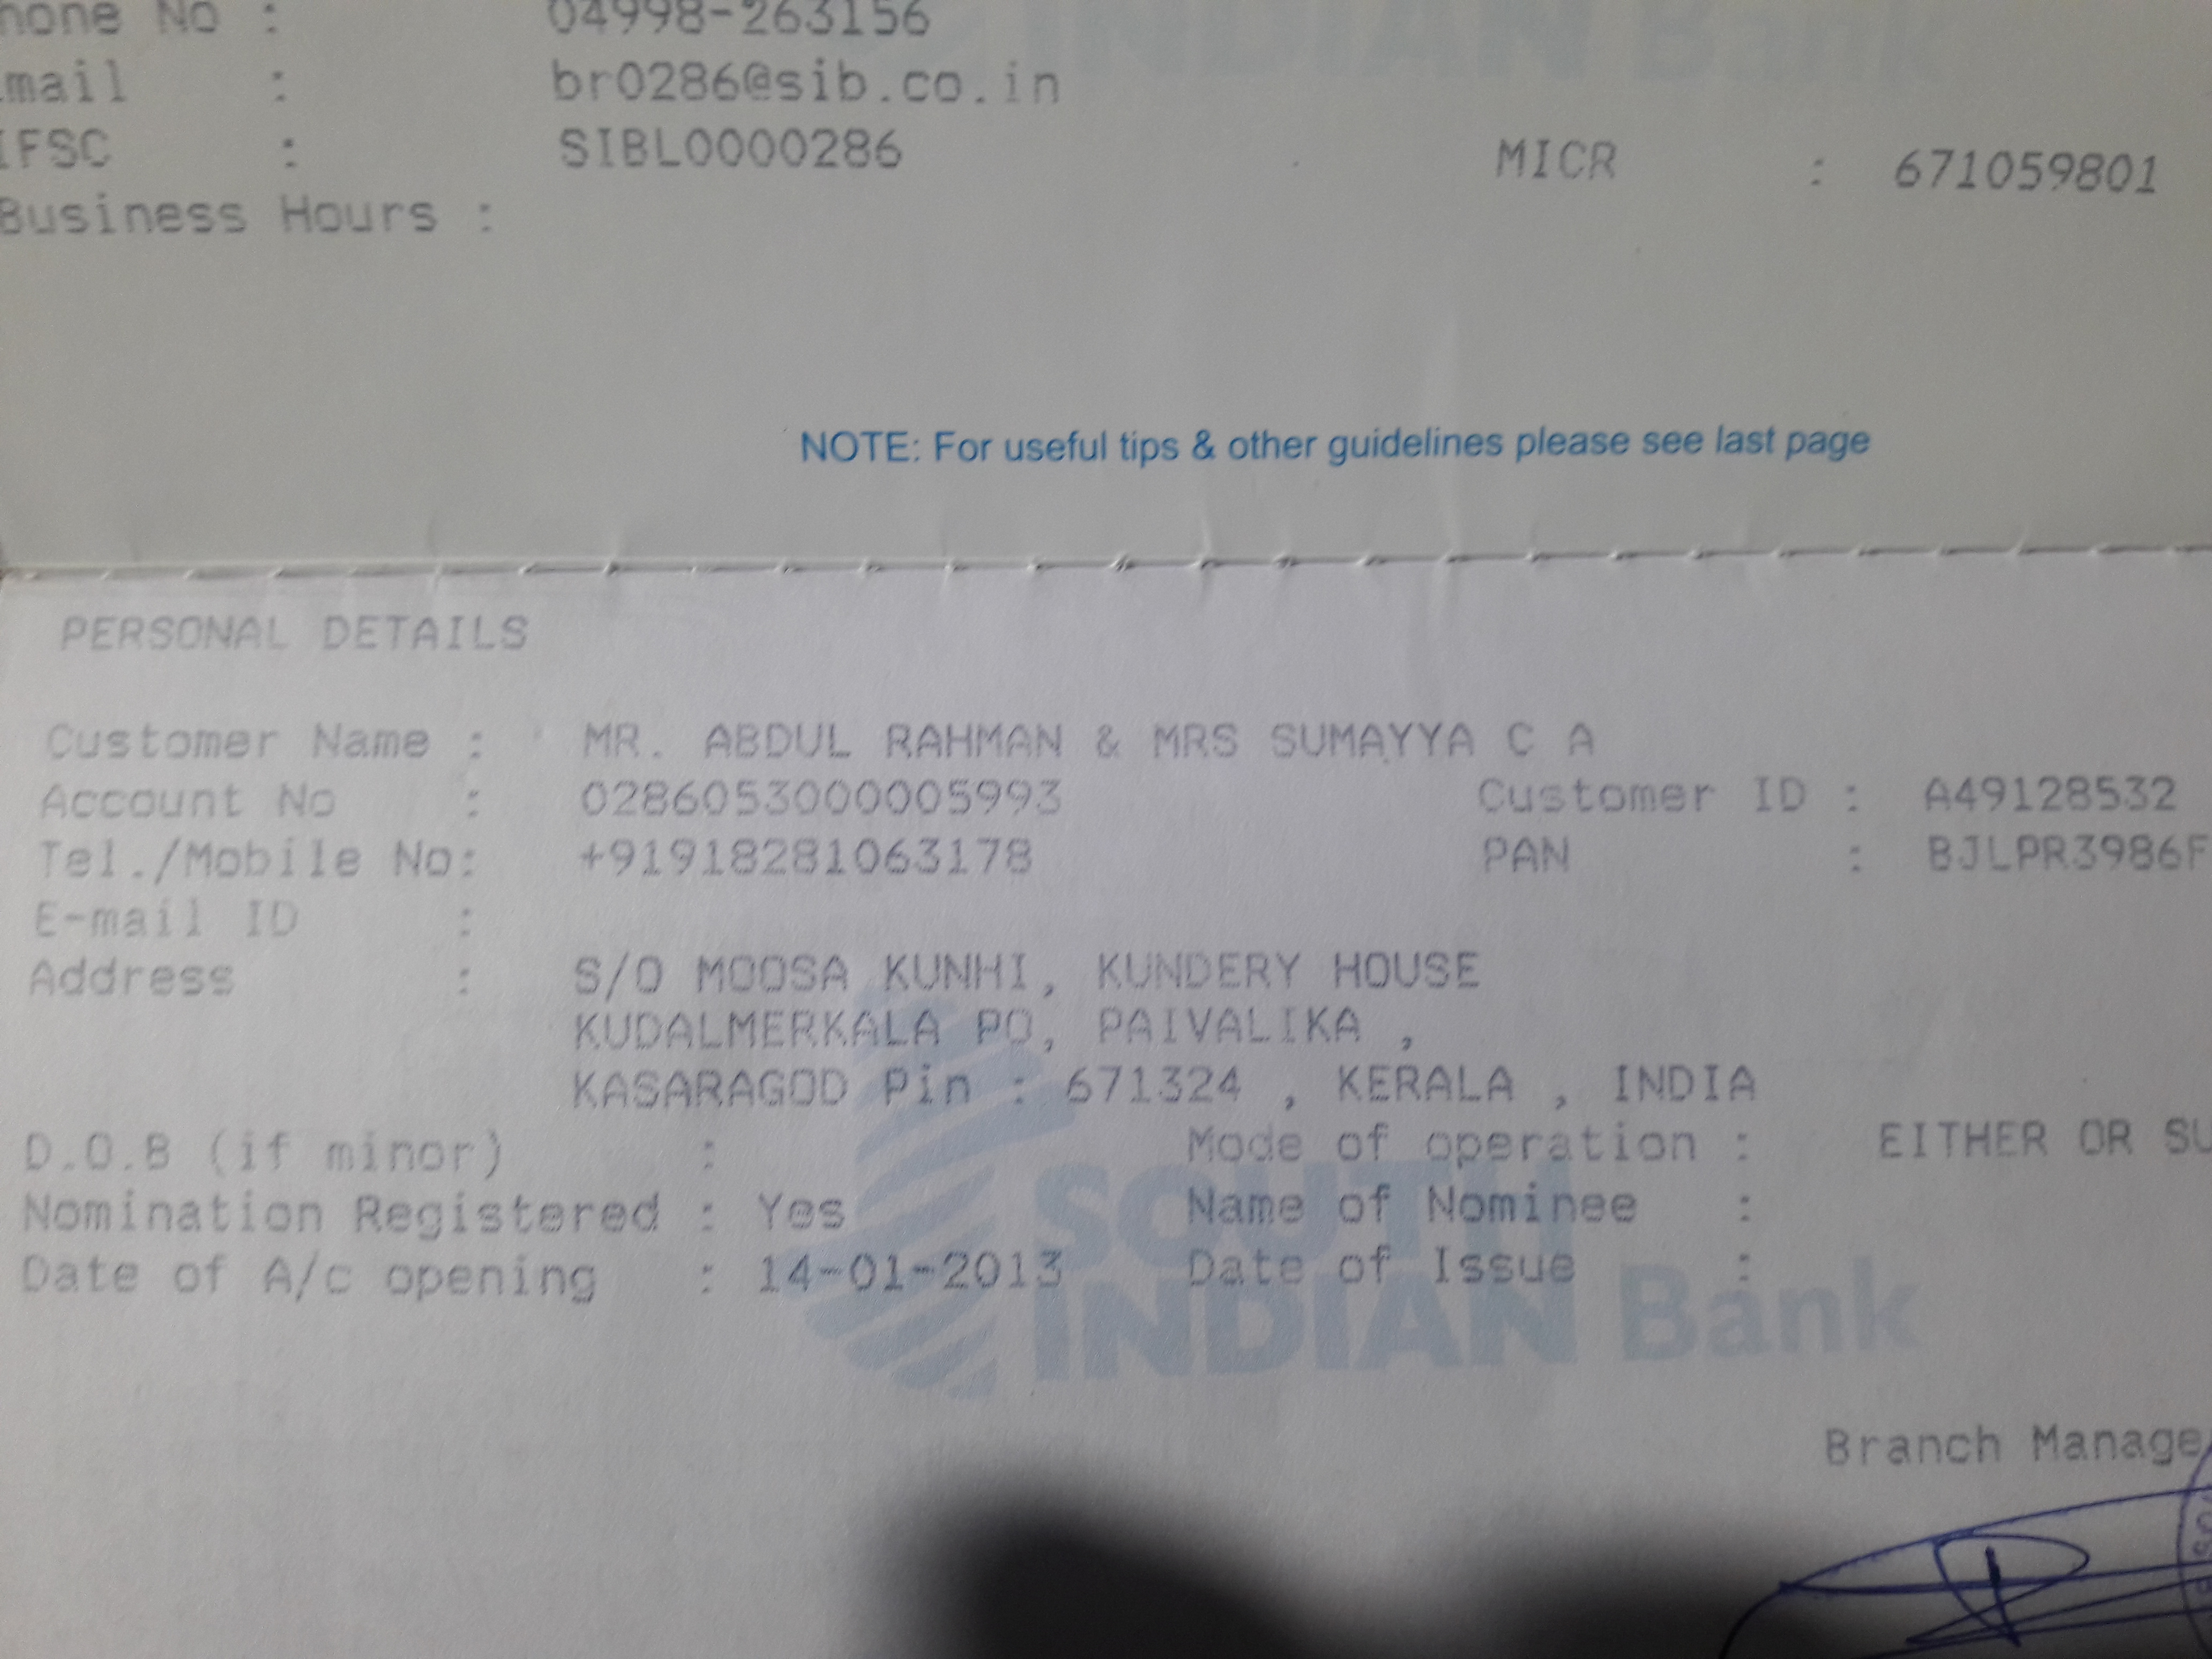 hone No : 04998-263156
mail : br0286@sib.co.in
IFSC : SIBL0000286 MICR : 671059801
Business Hours :
NOTE: For useful tips & other guidelines please see last page
PERSONAL DETAILS
Customer Name : MR. ABDUL RAHMAN & MRS SUMAYYA C A
Account No : 0286053000005993 Customer ID : A49128532
Tel./Mobile No: +91918281063178 PAN : BJLPR3986F
E-mail ID :
Address : S/O MOOSA KUNHI, KUNDERY HOUSE
KUDALMERKALA PO, PAIVALIKA ,
KASARAGOD Pin : 671324 , KERALA , INDIA
D.O.B (if minor) : Mode of operation : EITHER OR SU
Nomination Registered : Yes Name of Nominee :
Date of A/c opening : 14-01-2013 Date of Issue :
SOUTH
INDIAN Bank
Branch Manage